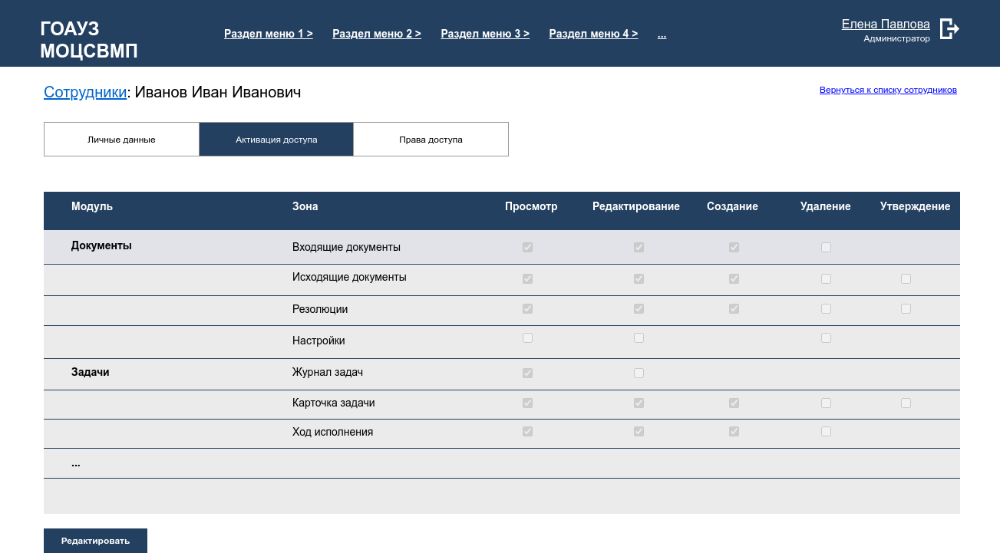 ГОАУЗ
МОЦСВМП
Раздел меню 1 > Раздел меню 2 > Раздел меню 3 > Раздел меню 4 > ...
Елена Павлова
Администратор
Сотрудники: Иванов Иван Иванович
Вернуться к списку сотрудников
Личные данные Активация доступа Права доступа
Модуль Зона Просмотр Редактирование Создание Удаление Утверждение
Документы Входящие документы
Исходящие документы
Резолюции
Настройки
Задачи Журнал задач
Карточка задачи
Ход исполнения
...
Редактировать